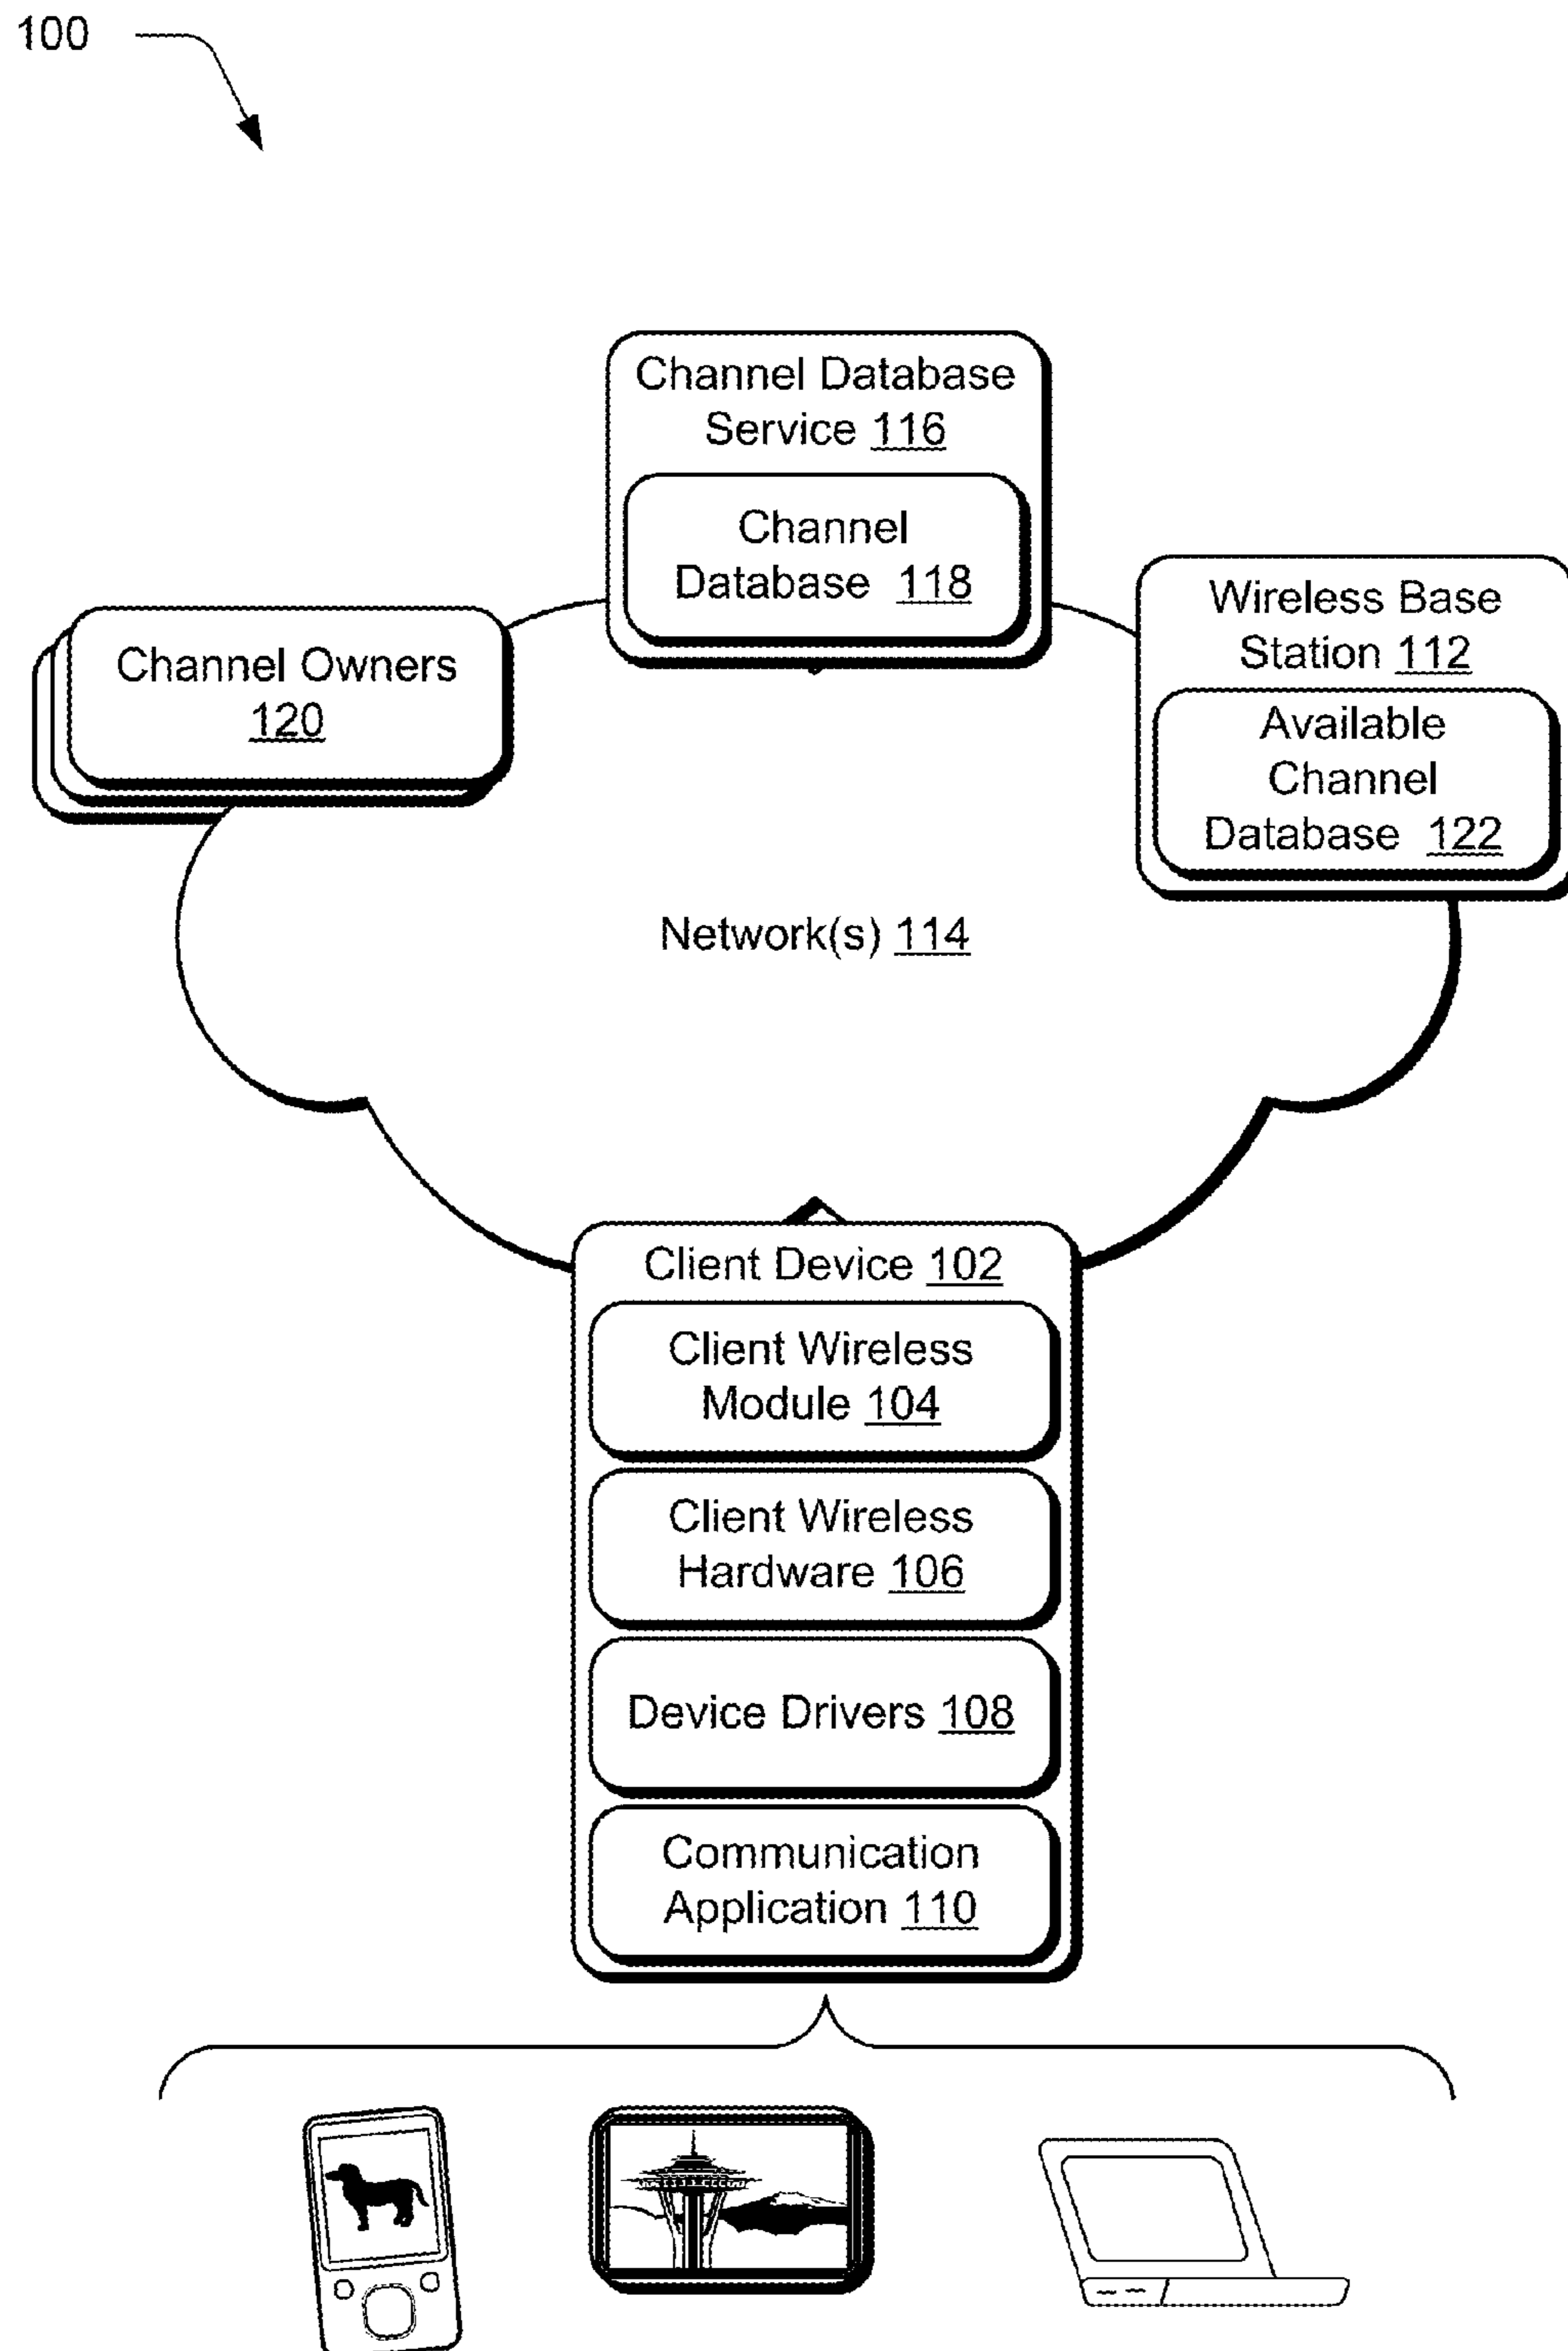 100
Channel Database
Service 116
Channel
Database 118
Channel Owners
120
Wireless Base
Station 112
Available
Channel
Database 122
Network(s) 114
Client Device 102
Client Wireless
Module 104
Client Wireless
Hardware 106
Device Drivers 108
Communication
Application 110